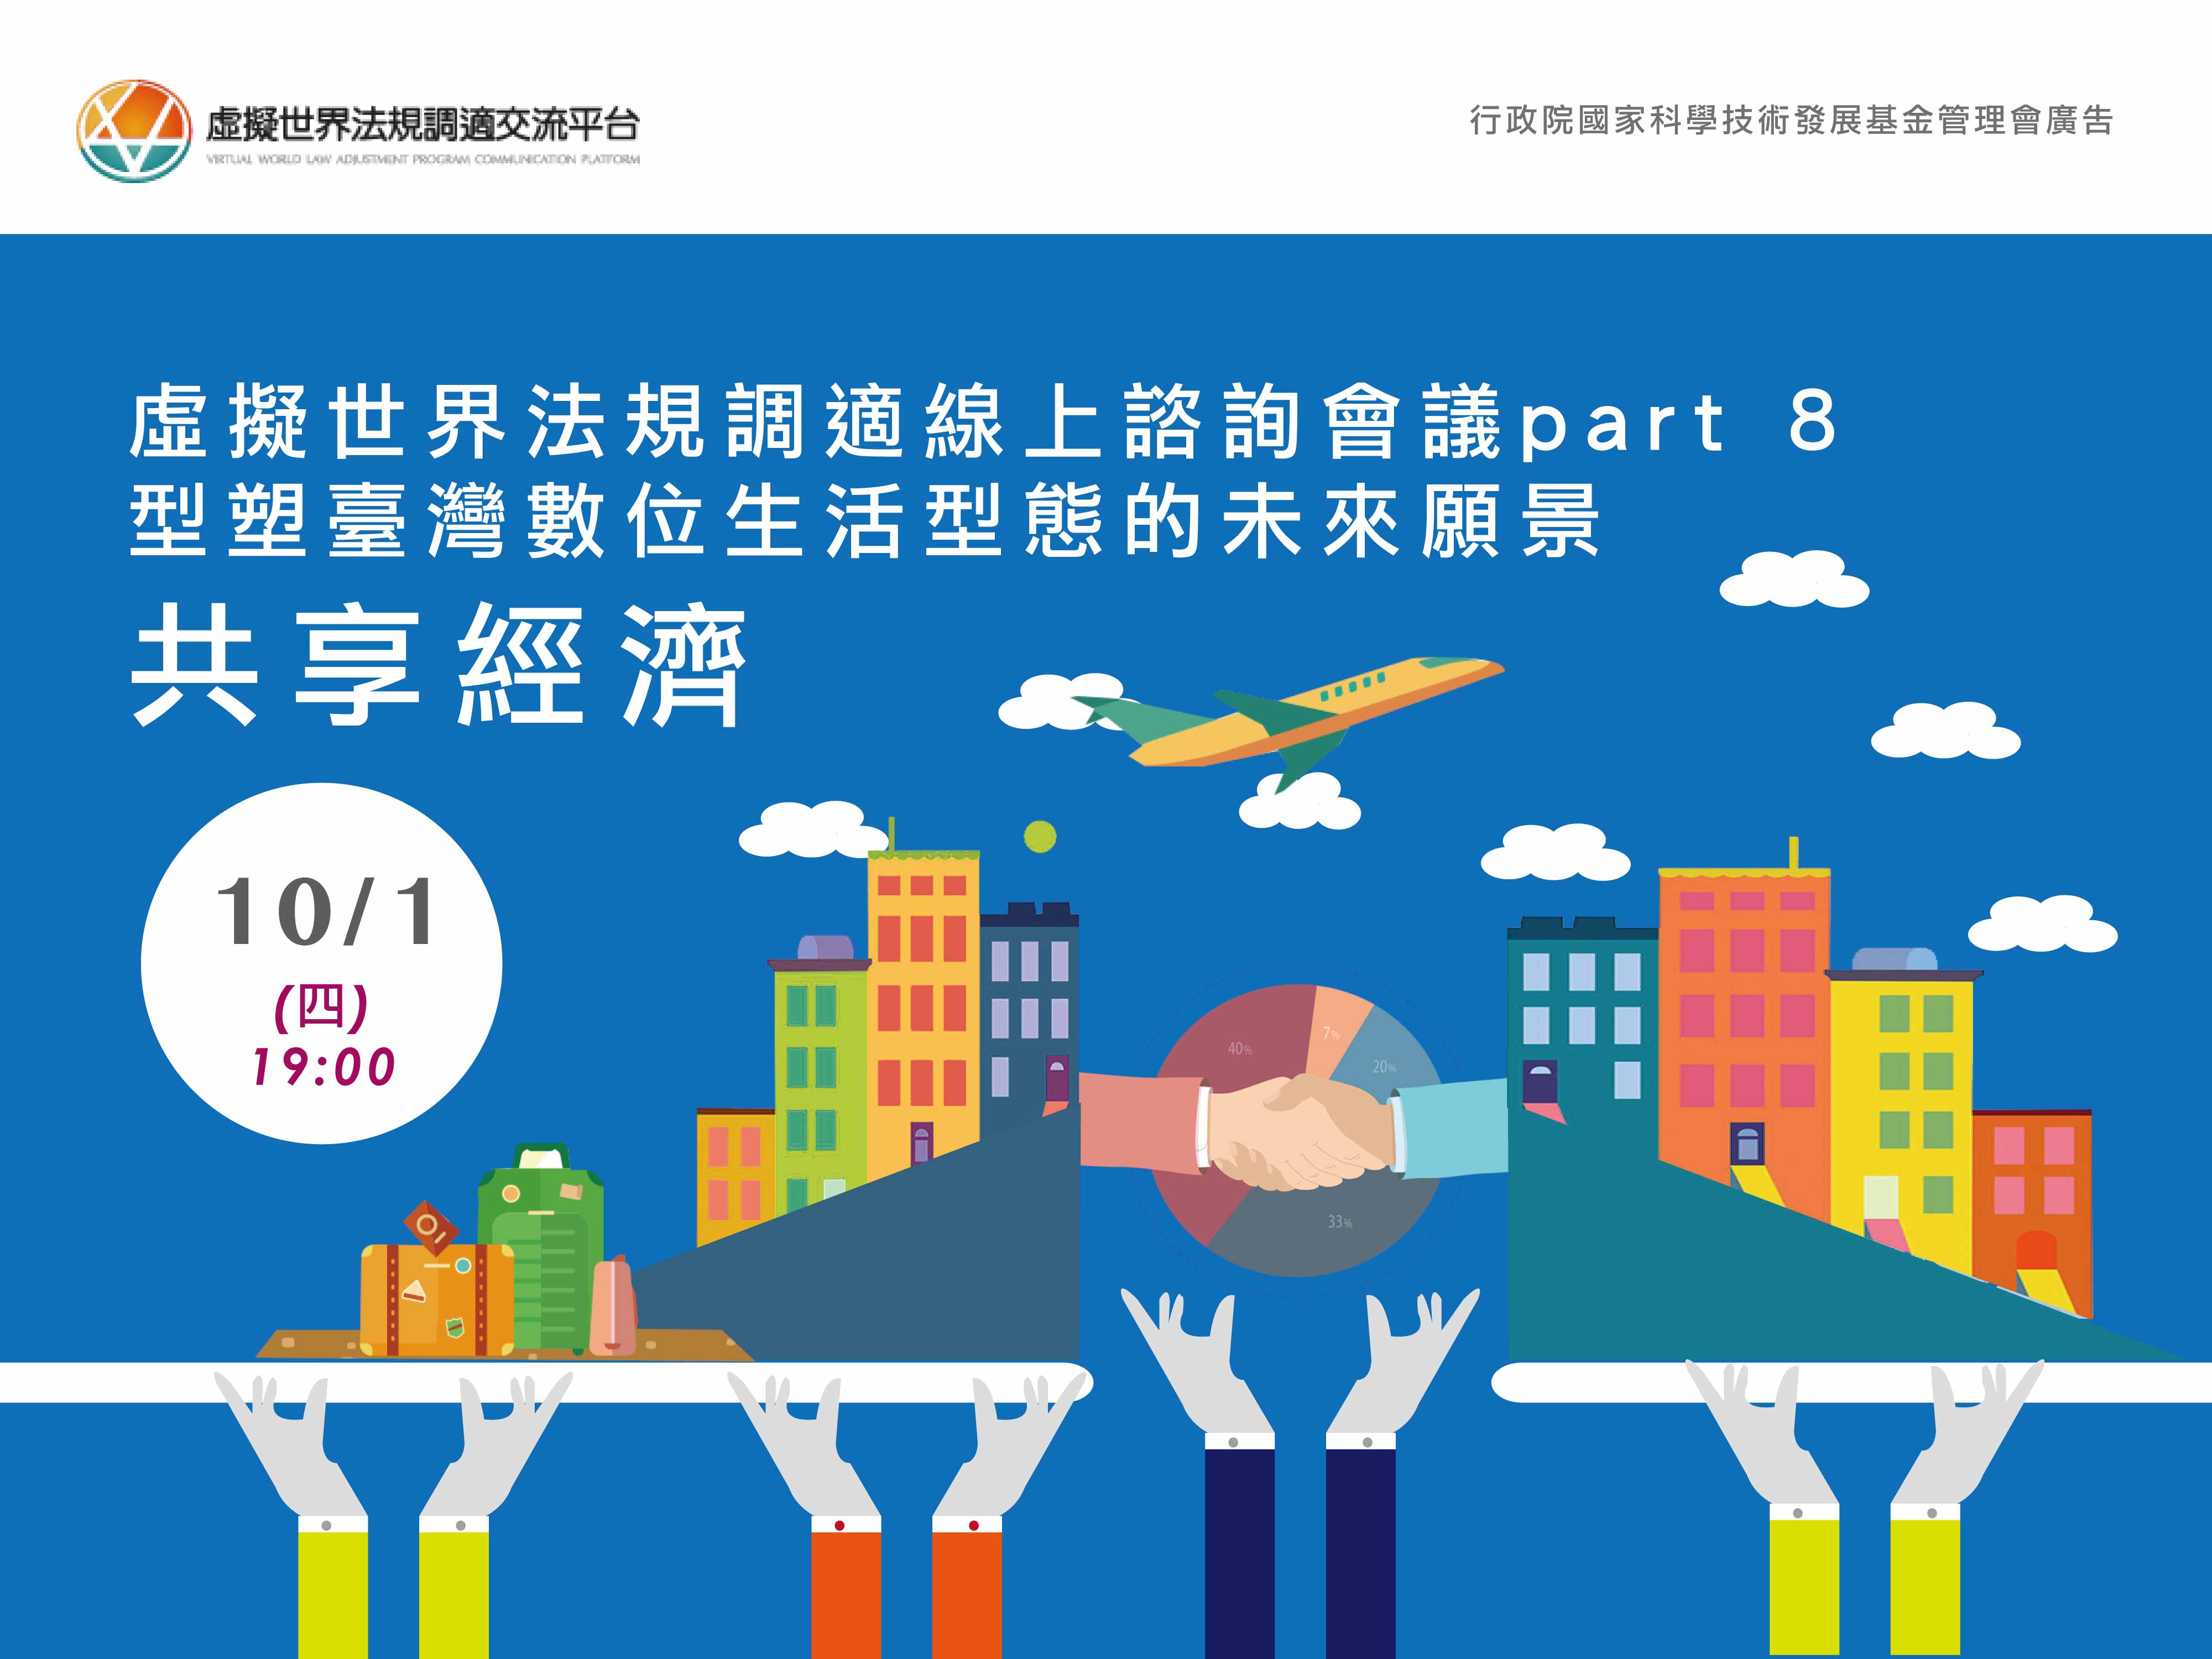 虛擬世界法規調適交流平台
VIRTUAL WORLD LAW ADJUSTMENT PROGRAM COMMUNICATION PLATFORM
行政院國家科學技術發展基金管理會廣告
虛擬世界法規調適線上諮詢會議part 8
型塑臺灣數位生活型態的未來願景
共享經濟
10/1
(四)
19:00
40%
7%
20%
33%